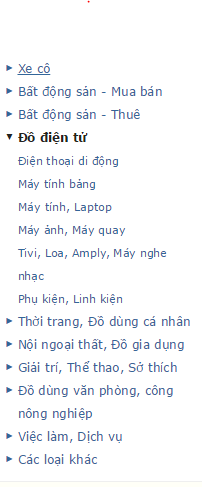 Xe cộ
Bất động sản - Mua bán
Bất động sản - Thuê
Đồ điện tử
Điện thoại di động
Máy tính bảng
Máy tính, Laptop
Máy ảnh, Máy quay
Tivi, Loa, Amply, Máy nghe
nhạc
Phụ kiện, Linh kiện
Thời trang, Đồ dùng cá nhân
Nội ngoại thất, Đồ gia dụng
Giải trí, Thể thao, Sở thích
Đồ dùng văn phòng, công
nông nghiệp
Việc làm, Dịch vụ
Các loại khác